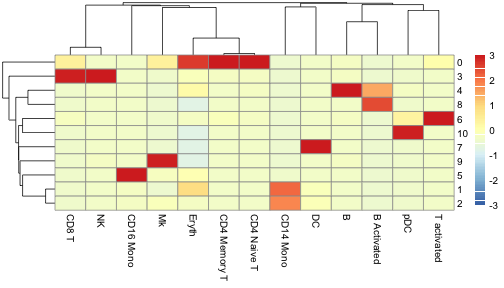 0
3
4
8
6
10
7
9
5
1
2
3
2
1
0
-1
-2
-3
CD8 T
NK
CD16 Mono
Mk
Eryth
CD4 Memory T
CD4 Naive T
CD14 Mono
DC
B
B Activated
pDC
T activated